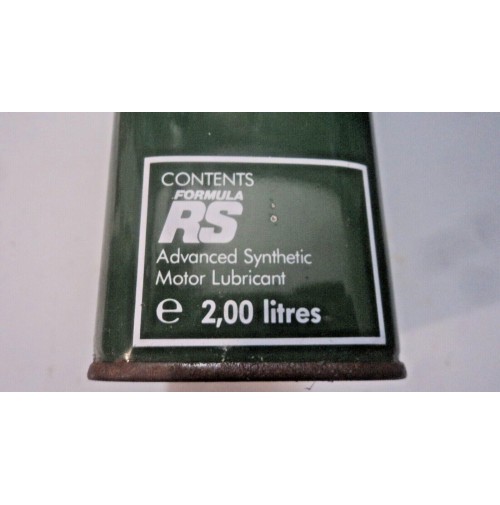 CONTENTS
FORMULA
RS
Advanced Synthetic
Motor Lubricant
℮ 2,00 litres